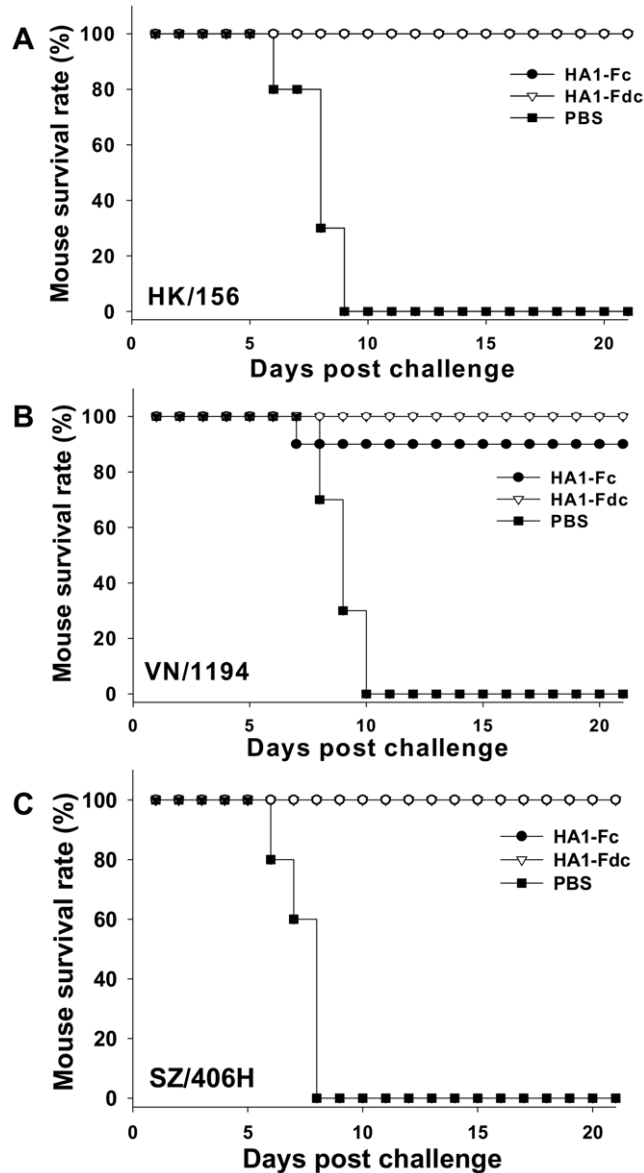 A
Mouse survival rate (%)
100
80
60
40
20
0
HA1-Fc
HA1-Fdc
PBS
HK/156
0 5 10 15 20
Days post challenge
B
Mouse survival rate (%)
100
80
60
40
20
0
HA1-Fc
HA1-Fdc
PBS
VN/1194
0 5 10 15 20
Days post challenge
C
Mouse survival rate (%)
100
80
60
40
20
0
HA1-Fc
HA1-Fdc
PBS
SZ/406H
0 5 10 15 20
Days post challenge